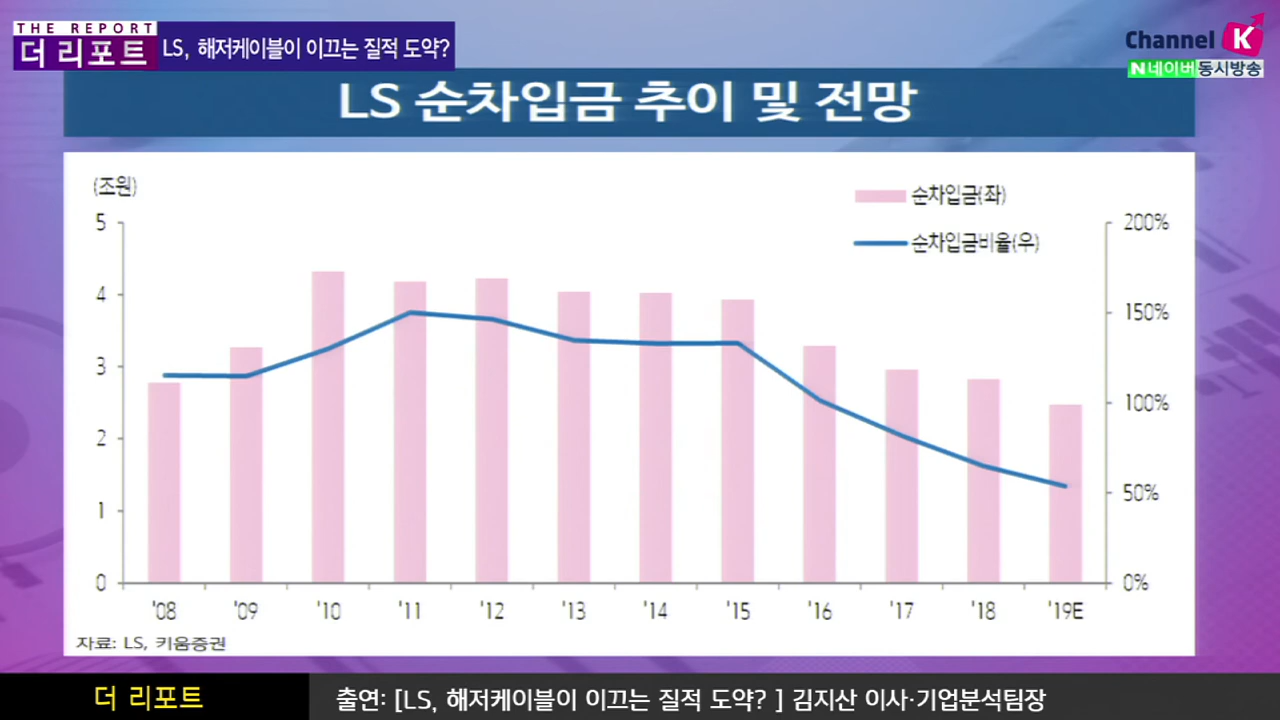 THE REPORT
더 리포트
LS, 해저케이블이 이끄는 질적 도약?
Channel K
N 네이버 동시방송
LS 순차입금 추이 및 전망
(조원)
순차입금(좌)
순차입금비율(우)
5
4
3
2
1
0
200%
150%
100%
50%
0%
'08 '09 '10 '11 '12 '13 '14 '15 '16 '17 '18 '19E
자료: LS, 키움증권
더 리포트
출연: [LS, 해저케이블이 이끄는 질적 도약? ] 김지산 이사·기업분석팀장